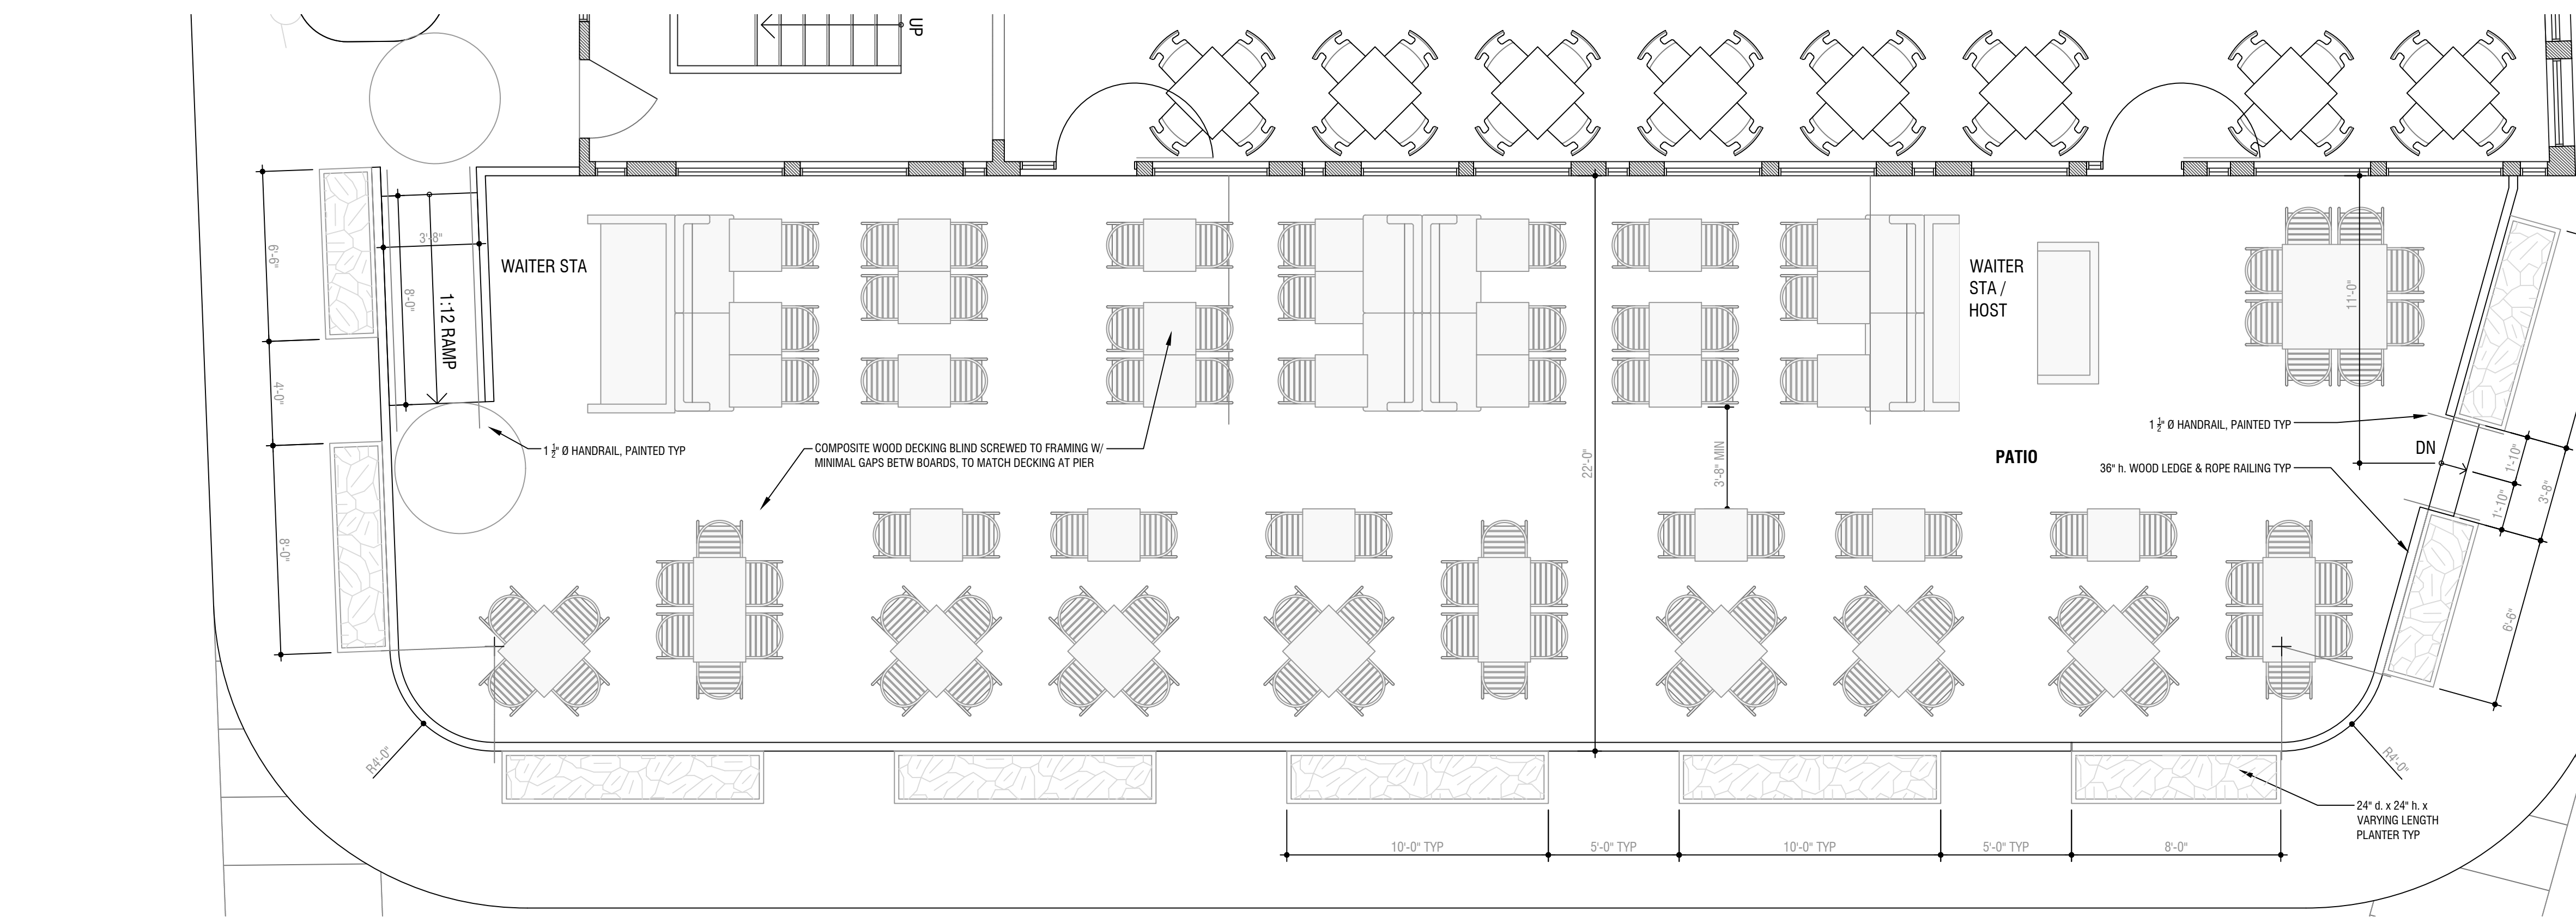 UP
WAITER STA
3'-8"
6'-6"
8'-0"
1:12 RAMP
4'-0"
8'-0"
1 1/2" Ø HANDRAIL, PAINTED TYP
COMPOSITE WOOD DECKING BLIND SCREWED TO FRAMING W/
MINIMAL GAPS BETW BOARDS, TO MATCH DECKING AT PIER
22'-0"
3'-8" MIN
WAITER
STA /
HOST
11'-0"
1 1/2" Ø HANDRAIL, PAINTED TYP
PATIO
DN
36" h. WOOD LEDGE & ROPE RAILING TYP
1'-10"
1'-10"
3'-8"
6'-6"
R4'-0"
R4'-0"
24" d. x 24" h. x
VARYING LENGTH
PLANTER TYP
10'-0" TYP
5'-0" TYP
10'-0" TYP
5'-0" TYP
8'-0"